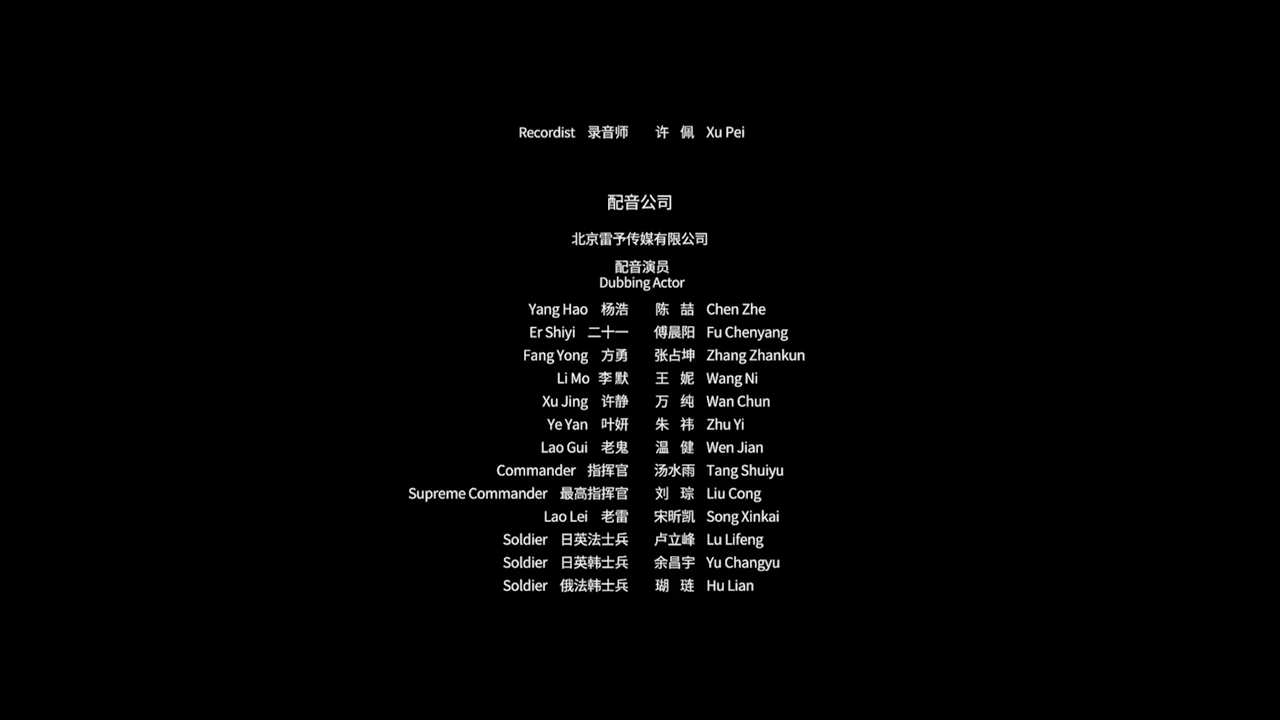 Recordist 录音师 许 佩 Xu Pei
配音公司
北京雷予传媒有限公司
配音演员
Dubbing Actor
Yang Hao 杨浩 陈 喆 Chen Zhe
Er Shiyi 二十一 傅晨阳 Fu Chenyang
Fang Yong 方勇 张占坤 Zhang Zhankun
Li Mo 李默 王 妮 Wang Ni
Xu Jing 许静 万 纯 Wan Chun
Ye Yan 叶妍 朱 祎 Zhu Yi
Lao Gui 老鬼 温 健 Wen Jian
Commander 指挥官 汤水雨 Tang Shuiyu
Supreme Commander 最高指挥官 刘 琮 Liu Cong
Lao Lei 老雷 宋昕凯 Song Xinkai
Soldier 日英法士兵 卢立峰 Lu Lifeng
Soldier 日英韩士兵 余昌宇 Yu Changyu
Soldier 俄法韩士兵 瑚 琏 Hu Lian